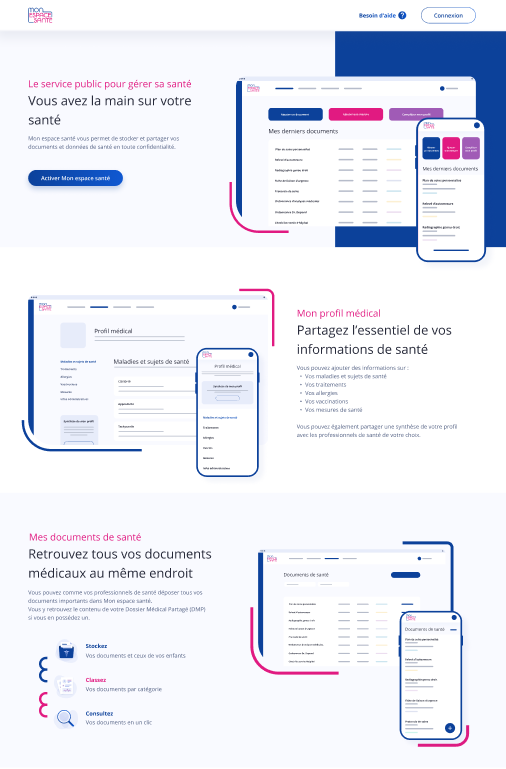 MON
ESPACE
SANTÉ
Besoin d'aide ?
Connexion
Le service public pour gérer sa santé
Vous avez la main sur votre
santé
Mon espace santé vous permet de stocker et partager vos
documents et données de santé en toute confidentialité.
Activer Mon espace santé
Mes derniers documents
Mes derniers documents
Profil médical
Maladies et sujets de santé
Profil médical
Mon profil médical
Partagez l'essentiel de vos
informations de santé
Vous pouvez ajouter des informations sur :
• Vos maladies et sujets de santé
• Vos traitements
• Vos allergies
• Vos vaccinations
• Vos mesures de santé
Vous pouvez également partager une synthèse de votre profil
avec les professionnels de santé de votre choix.
Mes documents de santé
Retrouvez tous vos documents
médicaux au même endroit
Vous pouvez comme vos professionnels de santé déposer tous vos
documents importants dans Mon espace santé.
Vous y retrouvez le contenu de votre Dossier Médical Partagé (DMP)
si vous en possédez un.
Stockez
Vos documents et ceux de vos enfants
Classez
Vos documents par catégorie
Consultez
Vos documents en un clic
Documents de santé
Documents de santé